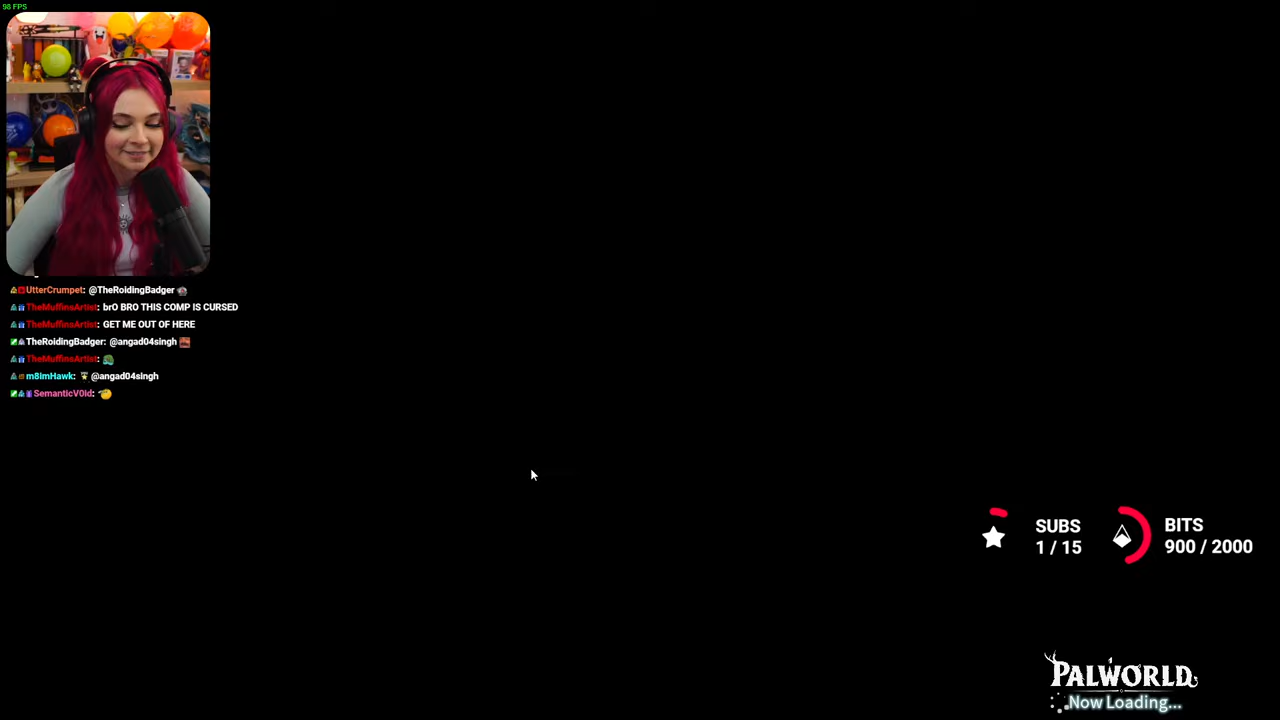 98 FPS
UtterCrumpet: @TheRoidingBadger
TheMuffinsArtist: brO BRO THIS COMP IS CURSED
TheMuffinsArtist: GET ME OUT OF HERE
TheRoidingBadger: @angad04singh
TheMuffinsArtist:
m8ImHawk: @angad04singh
SemanticV0id:
SUBS
1 / 15
BITS
900 / 2000
PALWORLD
Now Loading...